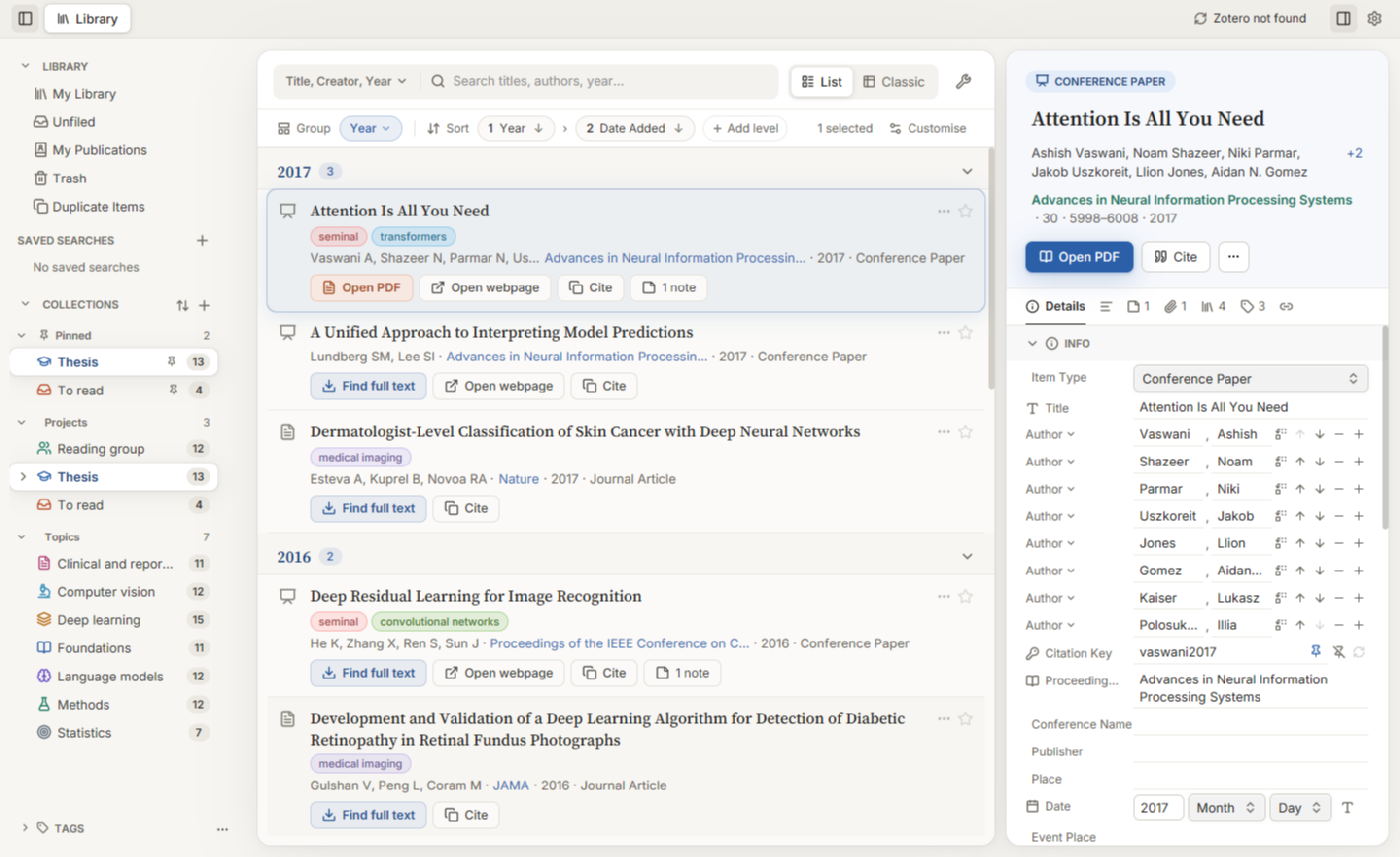 Library
Zotero not found
LIBRARY
My Library
Unfiled
My Publications
Trash
Duplicate Items
SAVED SEARCHES
No saved searches
COLLECTIONS
Pinned 2
Thesis 13
To read 4
Projects 3
Reading group 12
Thesis 13
To read 4
Topics 7
Clinical and repor... 11
Computer vision 12
Deep learning 15
Foundations 11
Language models 12
Methods 12
Statistics 7
TAGS
Title, Creator, Year
Search titles, authors, year...
List
Classic
Group Year Sort 1 Year 2 Date Added + Add level 1 selected Customise
2017 3
Attention Is All You Need
seminal transformers
Vaswani A, Shazeer N, Parmar N, Us... Advances in Neural Information Processin... · 2017 · Conference Paper
Open PDF Open webpage Cite 1 note
A Unified Approach to Interpreting Model Predictions
Lundberg SM, Lee SI · Advances in Neural Information Processin... · 2017 · Conference Paper
Find full text Open webpage Cite
Dermatologist-Level Classification of Skin Cancer with Deep Neural Networks
medical imaging
Esteva A, Kuprel B, Novoa RA · Nature · 2017 · Journal Article
Find full text Cite
2016 2
Deep Residual Learning for Image Recognition
seminal convolutional networks
He K, Zhang X, Ren S, Sun J · Proceedings of the IEEE Conference on C... · 2016 · Conference Paper
Find full text Open webpage Cite 1 note
Development and Validation of a Deep Learning Algorithm for Detection of Diabetic
Retinopathy in Retinal Fundus Photographs
medical imaging
Gulshan V, Peng L, Coram M · JAMA · 2016 · Journal Article
Find full text Cite
CONFERENCE PAPER
Attention Is All You Need
Ashish Vaswani, Noam Shazeer, Niki Parmar, +2
Jakob Uszkoreit, Llion Jones, Aidan N. Gomez
Advances in Neural Information Processing Systems
· 30 · 5998–6008 · 2017
Open PDF Cite ...
Details 1 1 4 3
INFO
Item Type Conference Paper
Title Attention Is All You Need
Author Vaswani , Ashish
Author Shazeer , Noam
Author Parmar , Niki
Author Uszkoreit , Jakob
Author Jones , Llion
Author Gomez , Aidan...
Author Kaiser , Lukasz
Author Polosuk... , Illia
Citation Key vaswani2017
Proceeding... Advances in Neural Information
Processing Systems
Conference Name
Publisher
Place
Date 2017 Month Day
Event Place